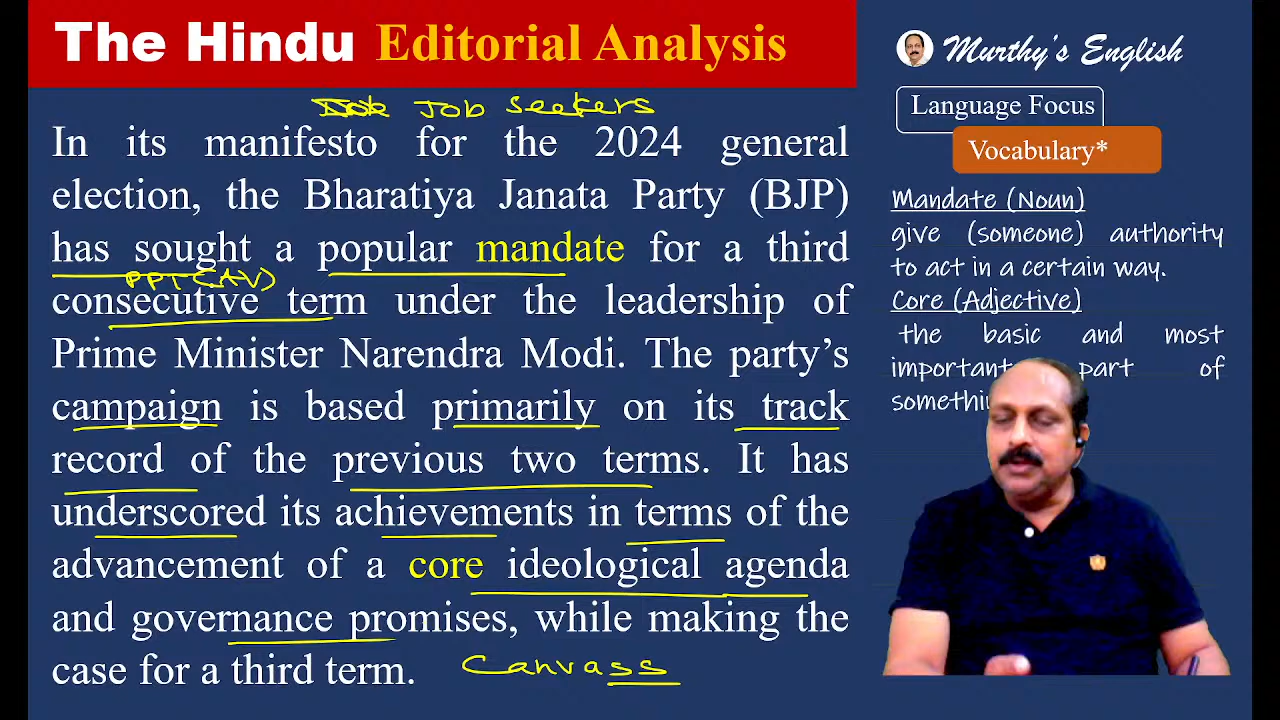 The Hindu Editorial Analysis
Murthy's English
Language Focus
Vocabulary*
Job Seekers
In its manifesto for the 2024 general
election, the Bharatiya Janata Party (BJP)
has sought a popular mandate for a third
PPT (AV)
consecutive term under the leadership of
Prime Minister Narendra Modi. The party's
campaign is based primarily on its track
record of the previous two terms. It has
underscored its achievements in terms of the
advancement of a core ideological agenda
and governance promises, while making the
case for a third term.
Canvass
Mandate (Noun)
give (someone) authority
to act in a certain way.
Core (Adjective)
the basic and most
important part of
somethin